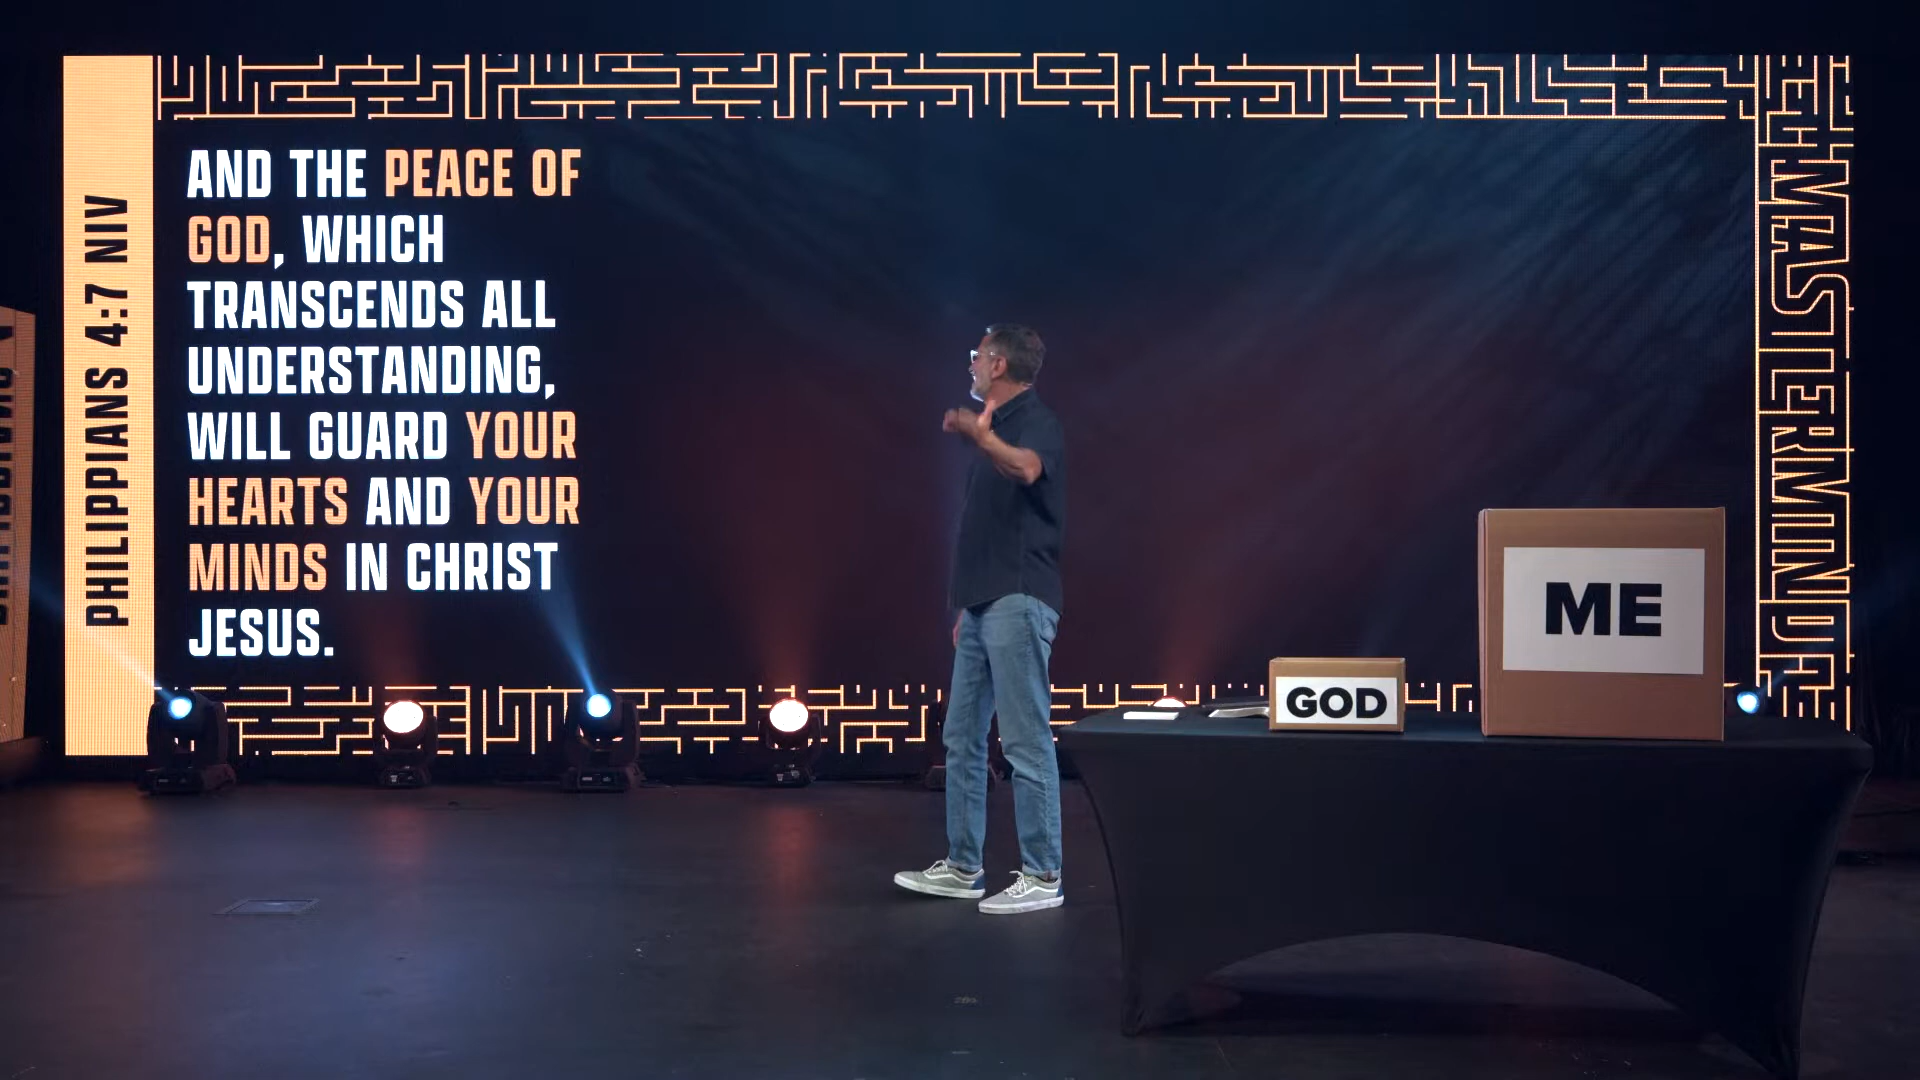 PHILIPPIANS 4:7 NIV
AND THE PEACE OF
GOD, WHICH
TRANSCENDS ALL
UNDERSTANDING,
WILL GUARD YOUR
HEARTS AND YOUR
MINDS IN CHRIST
JESUS.
MASTERMIND
GOD
ME